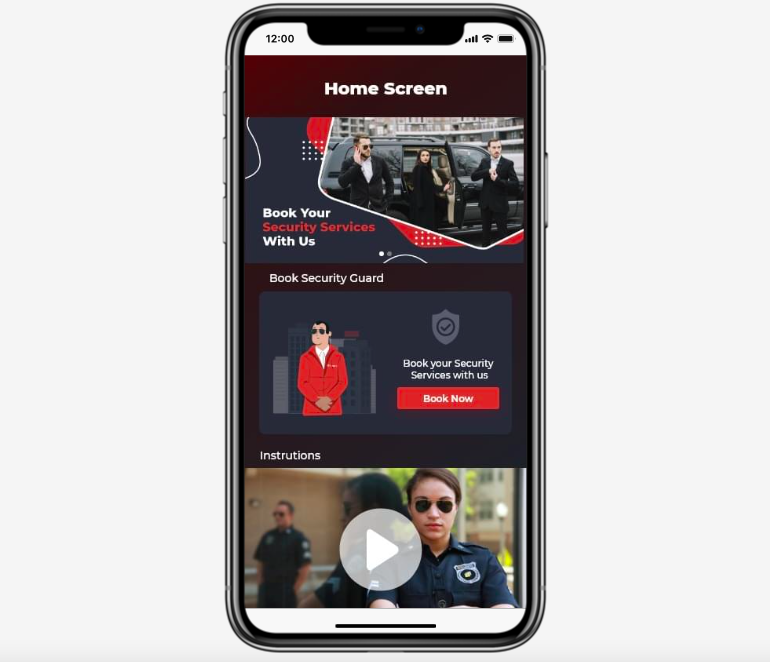 12:00
Home Screen
Book Your
Security Services
With Us
Book Security Guard
Book your Security
Services with us
Book Now
Instrutions